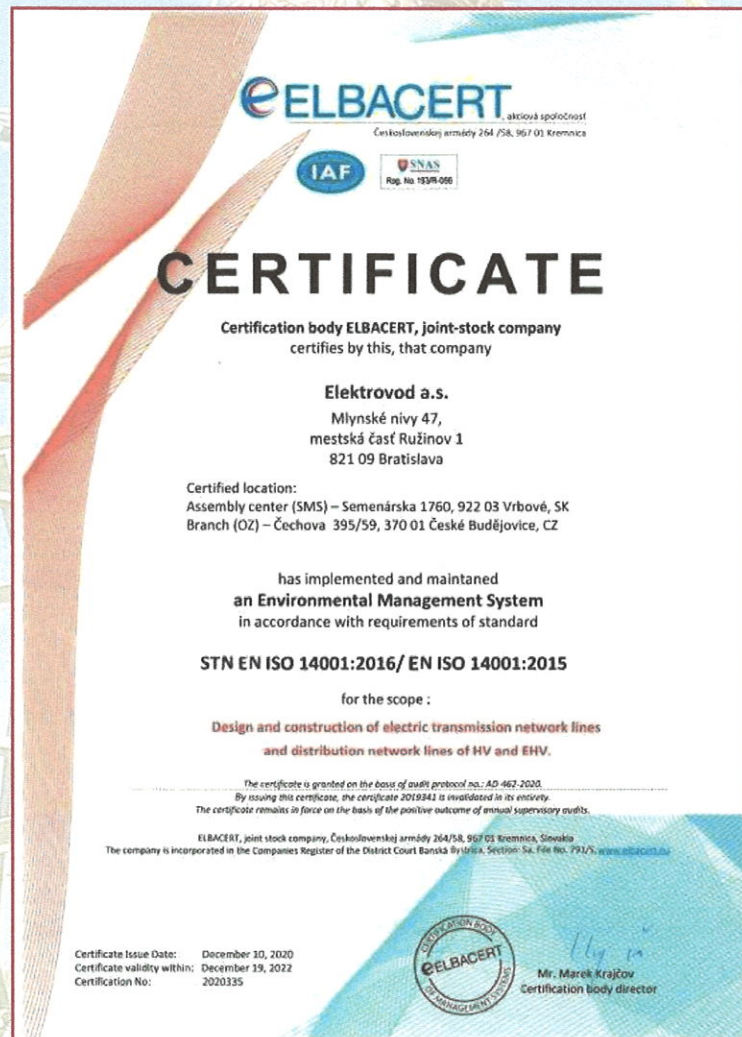 ELBACERT, akciová spoločnosť
Československej armády 264 /58, 967 01 Kremnica
IAF
SNAS
Reg. No. 193/R-056
CERTIFICATE
Certification body ELBACERT, joint-stock company
certifies by this, that company
Elektrovod a.s.
Mlynské nivy 47,
mestská časť Ružinov 1
821 09 Bratislava
Certified location:
Assembly center (SMS) – Semenárska 1760, 922 03 Vrbové, SK
Branch (OZ) – Čechova 395/59, 370 01 České Budějovice, CZ
has implemented and maintaned
an Environmental Management System
in accordance with requirements of standard
STN EN ISO 14001:2016/ EN ISO 14001:2015
for the scope :
Design and construction of electric transmission network lines
and distribution network lines of HV and EHV.
The certificate is granted on the basis of audit protocol no.: AD-462-2020.
By issuing this certificate, the certificate 2019341 is invalidated in its entirety.
The certificate remains in force on the basis of the positive outcome of annual supervisory audits.
ELBACERT, joint stock company, Československej armády 264/58, 967 01 Kremnica, Slovakia
The company is incorporated in the Companies Register of the District Court Banská Bystrica, Section: Sa, File No. 791/S, www.elbacert.eu
Certificate Issue Date: December 10, 2020
Certificate validity within: December 19, 2022
Certification No: 2020335
CERTIFICATION BODY
ELBACERT
OF MANAGEMENT SYSTEMS
Mr. Marek Krajčov
Certification body director